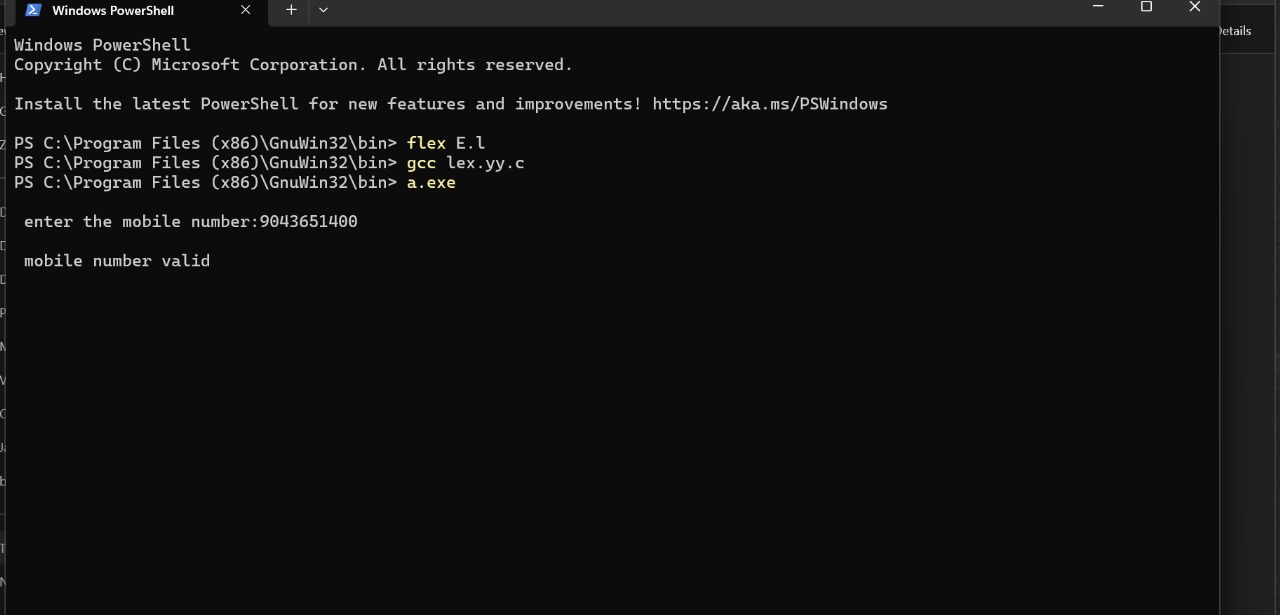 Windows PowerShell
Details
Windows PowerShell
Copyright (C) Microsoft Corporation. All rights reserved.
Install the latest PowerShell for new features and improvements! https://aka.ms/PSWindows
PS C:\Program Files (x86)\GnuWin32\bin> flex E.l
PS C:\Program Files (x86)\GnuWin32\bin> gcc lex.yy.c
PS C:\Program Files (x86)\GnuWin32\bin> a.exe
enter the mobile number:9043651400
mobile number valid